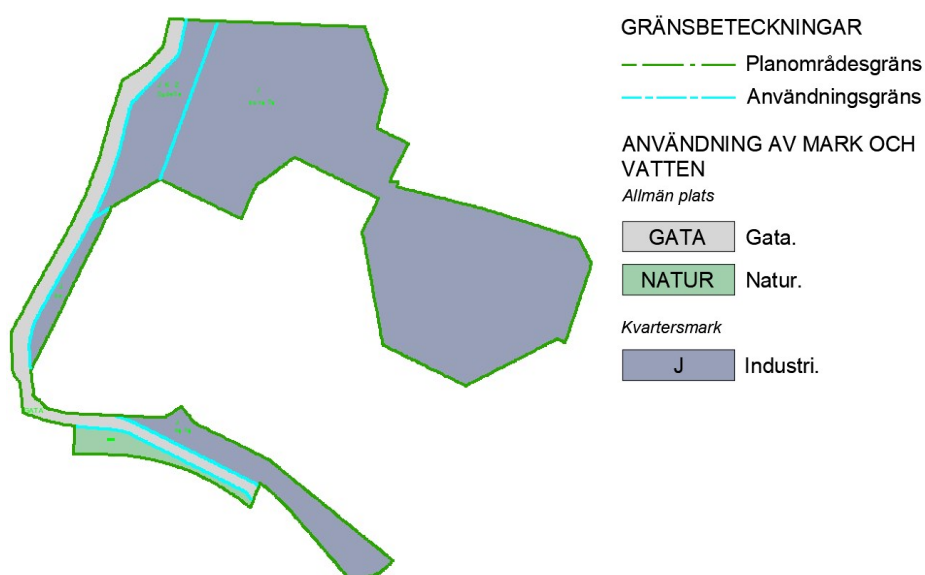 GRÄNSBETECKNINGAR
Planområdesgräns
Användningsgräns
ANVÄNDNING AV MARK OCH
VATTEN
Allmän plats
GATA Gata.
NATUR Natur.
Kvartersmark
J Industri.
GATA